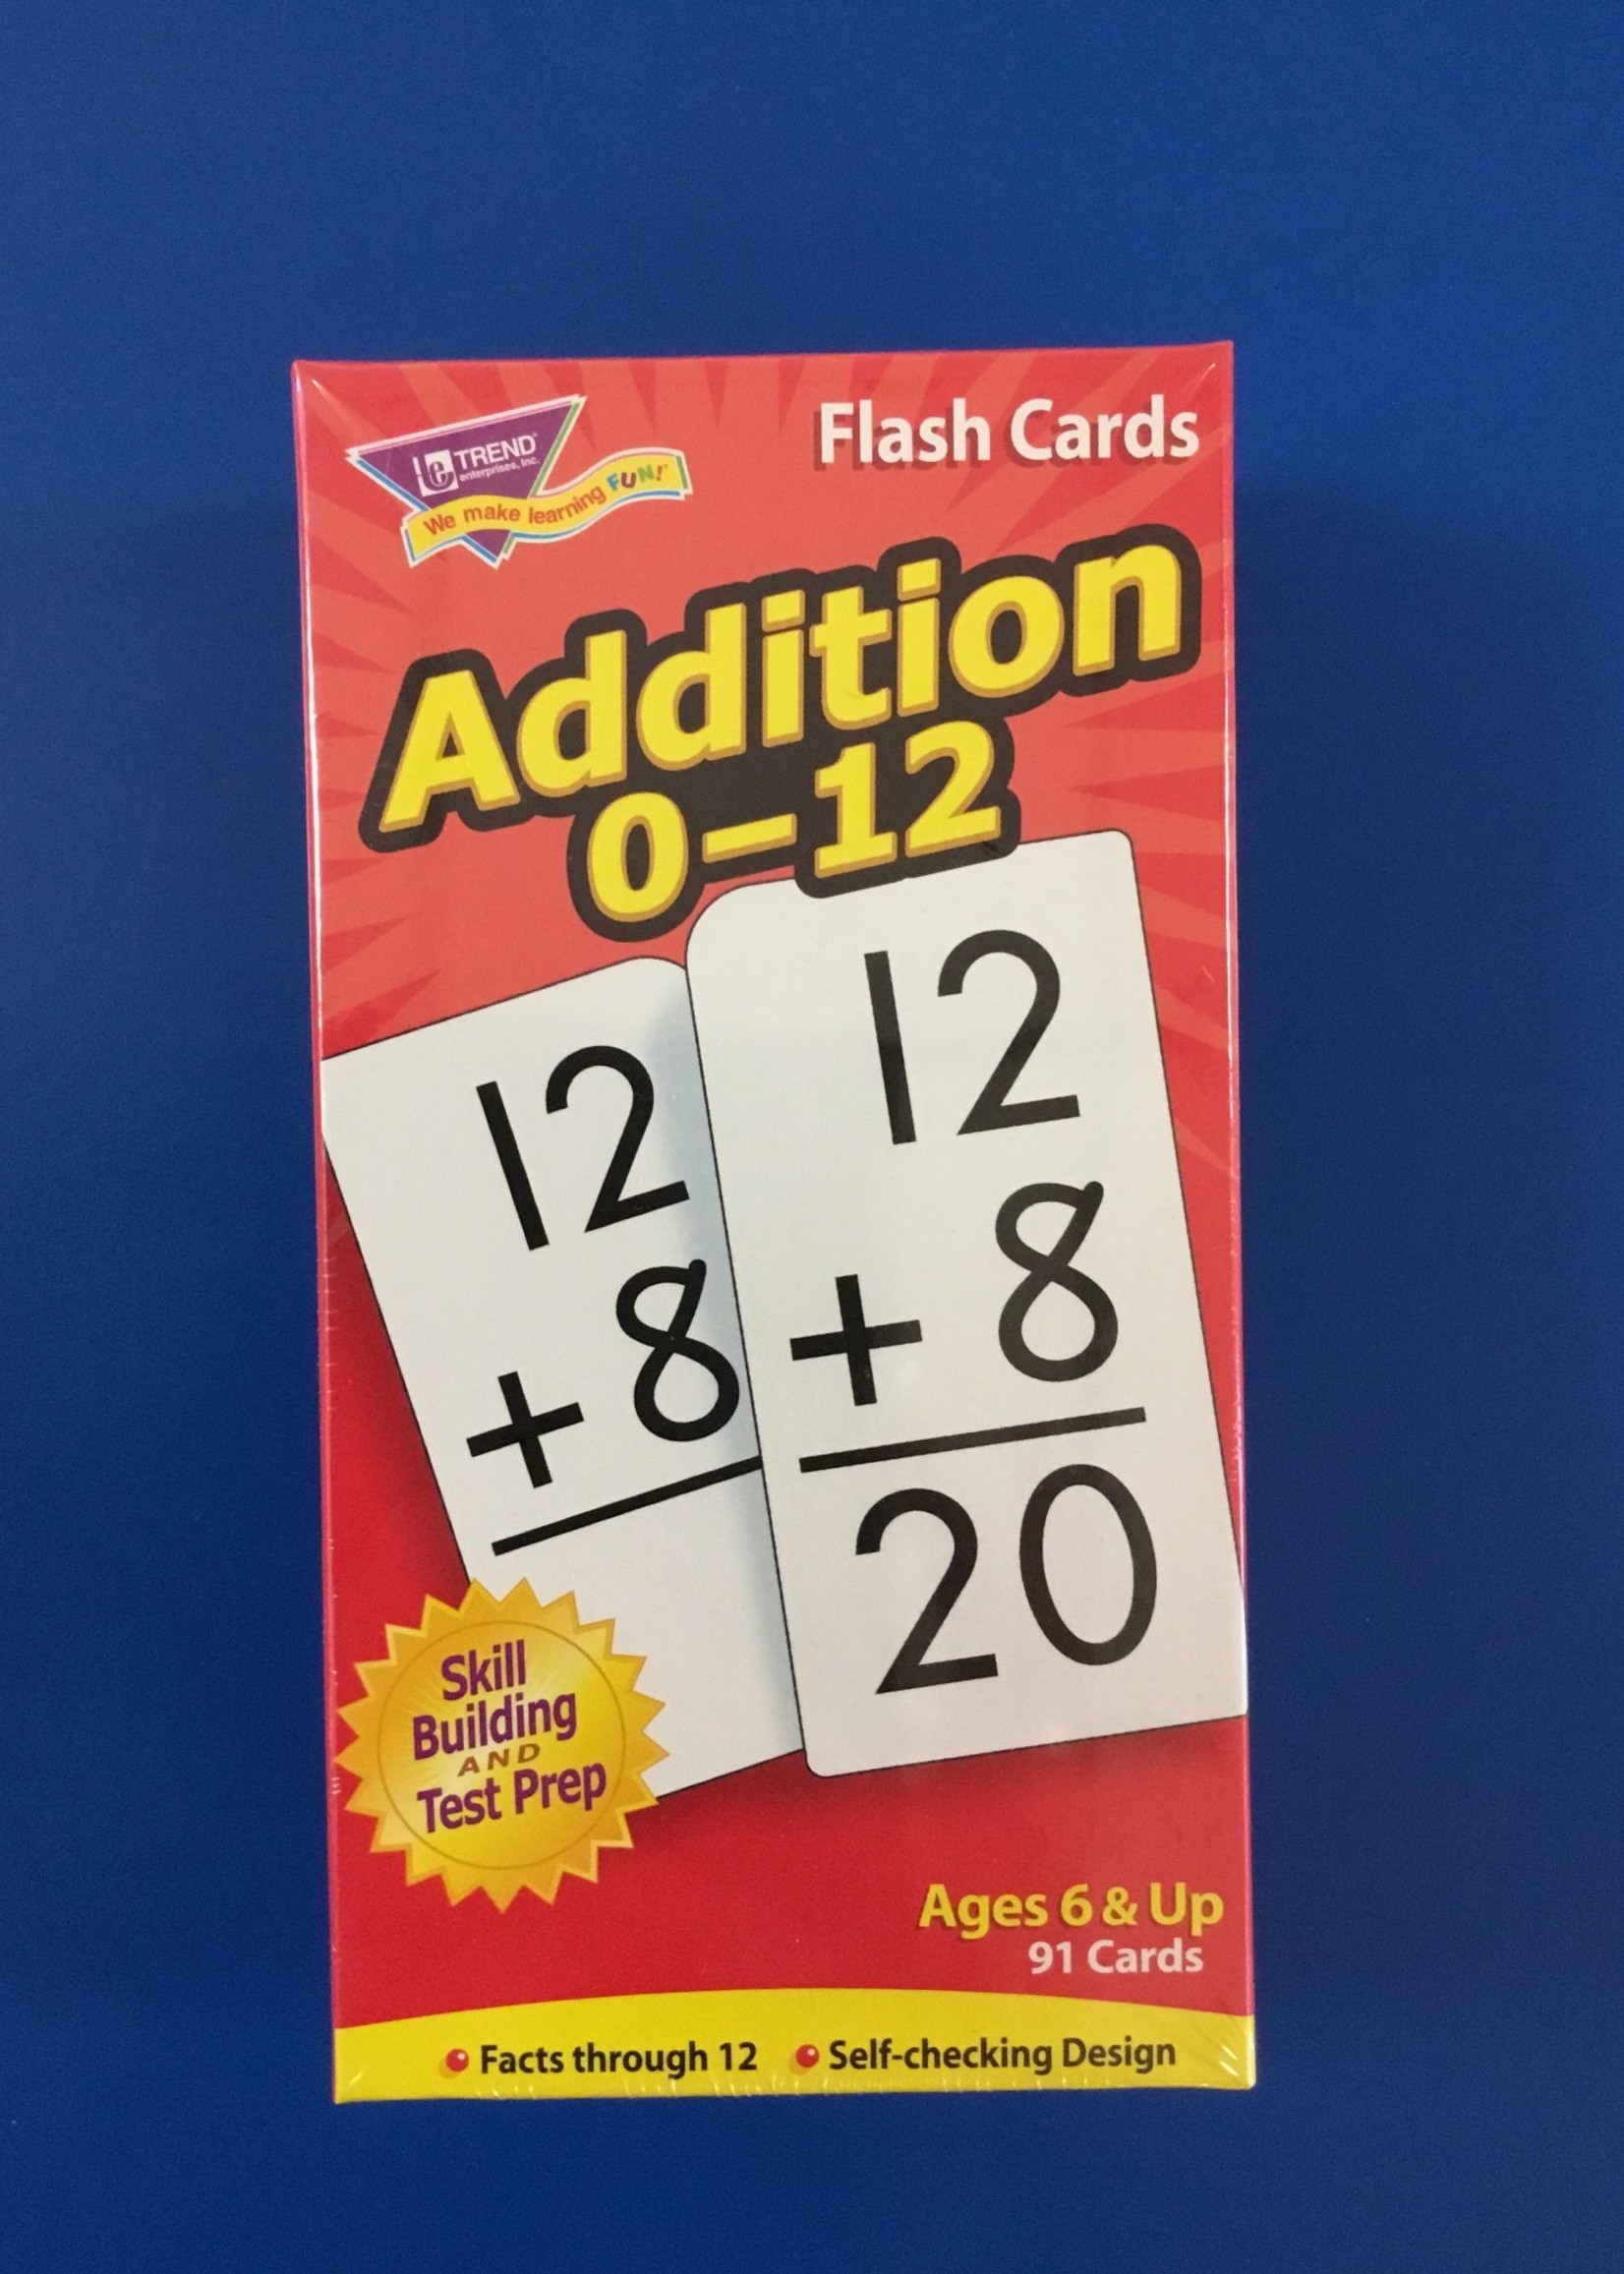 Flash Cards
TREND
enterprises, Inc.
We make learning FUN!
Addition
0–12
12
+ 8
12
+ 8
20
Skill
Building
AND
Test Prep
Ages 6 & Up
91 Cards
• Facts through 12 • Self-checking Design